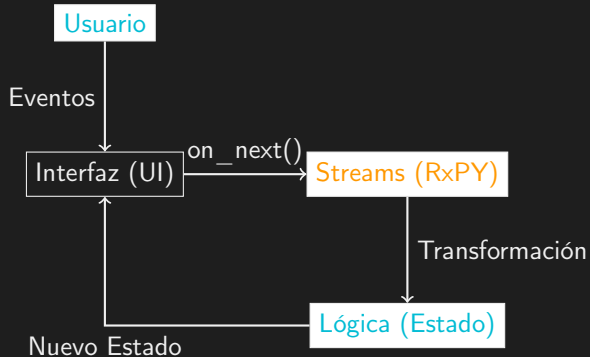 Usuario
Eventos
Interfaz (UI)
on_next()
Streams (RxPY)
Transformación
Lógica (Estado)
Nuevo Estado